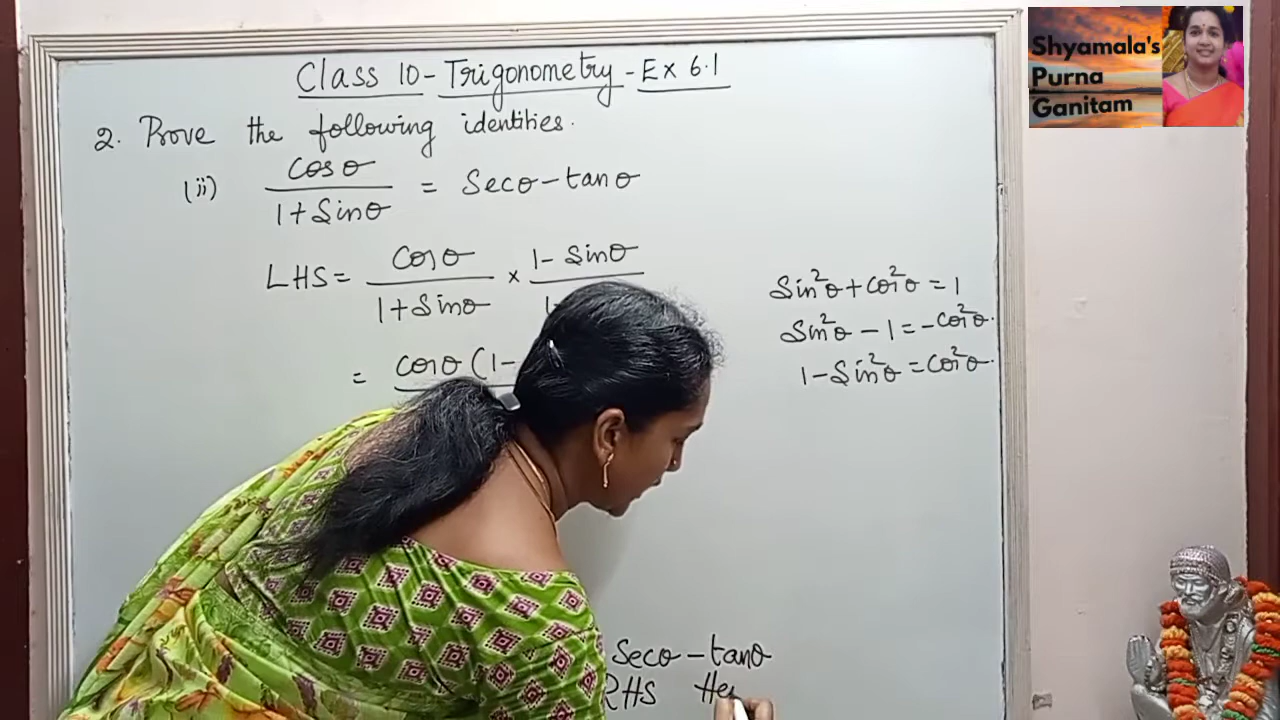 Class 10 - Trigonometry - Ex 6.1
2. Prove the following identities.
(ii) cosθ / 1 + Sinθ = Secθ - tanθ
LHS = cosθ / 1 + Sinθ × 1 - Sinθ / 1 -
= cosθ (1 -
Sin²θ + cos²θ = 1
Sin²θ - 1 = - cos²θ.
1 - Sin²θ = cos²θ.
Secθ - tanθ
RHS
Shyamala's
Purna
Ganitam